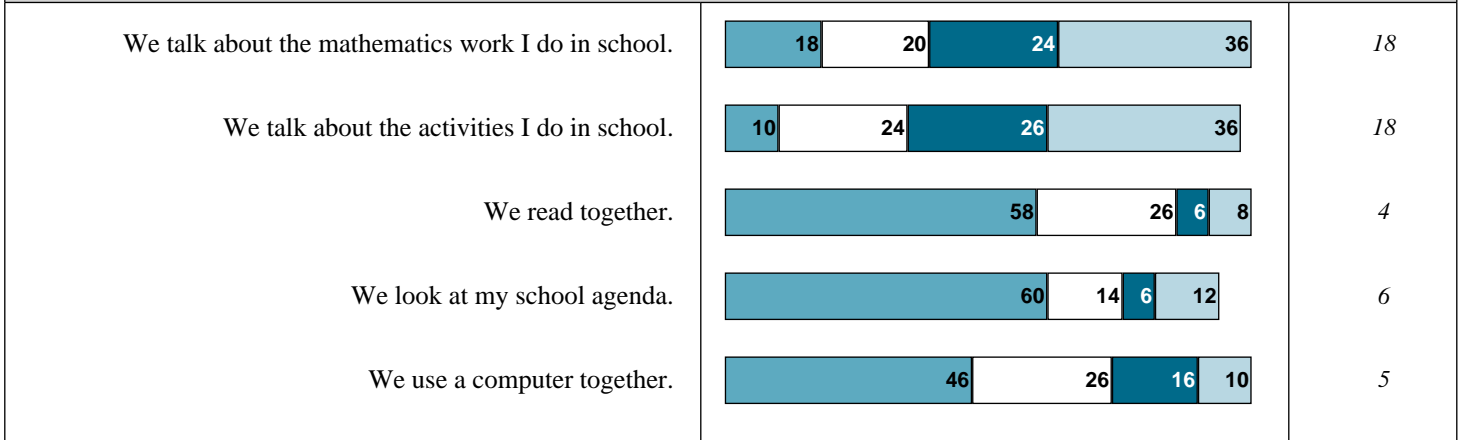 We talk about the mathematics work I do in school. 18 20 24 36 18
We talk about the activities I do in school. 10 24 26 36 18
We read together. 58 26 6 8 4
We look at my school agenda. 60 14 6 12 6
We use a computer together. 46 26 16 10 5